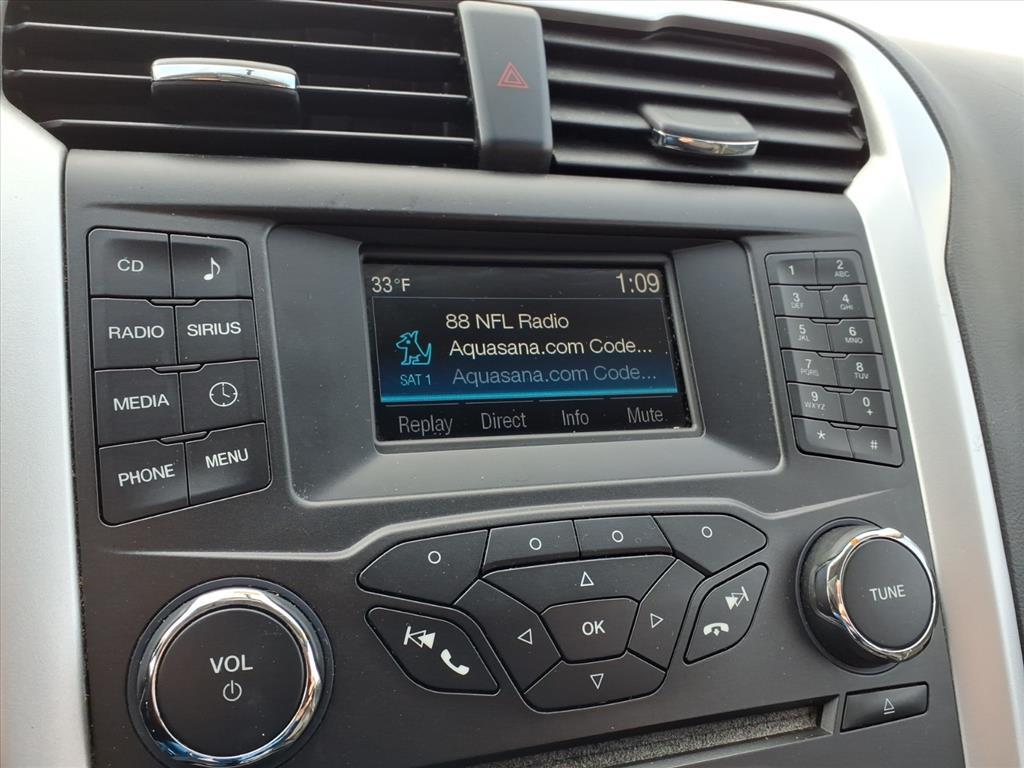 33°F 1:09
88 NFL Radio
Aquasana.com Code...
SAT 1 Aquasana.com Code...
Replay Direct Info Mute
CD
RADIO SIRIUS
MEDIA
PHONE MENU
1 2 ABC
3 DEF 4 GHI
5 JKL 6 MNO
7 PQRS 8 TUV
9 WXYZ 0 +
* #
OK
VOL
TUNE